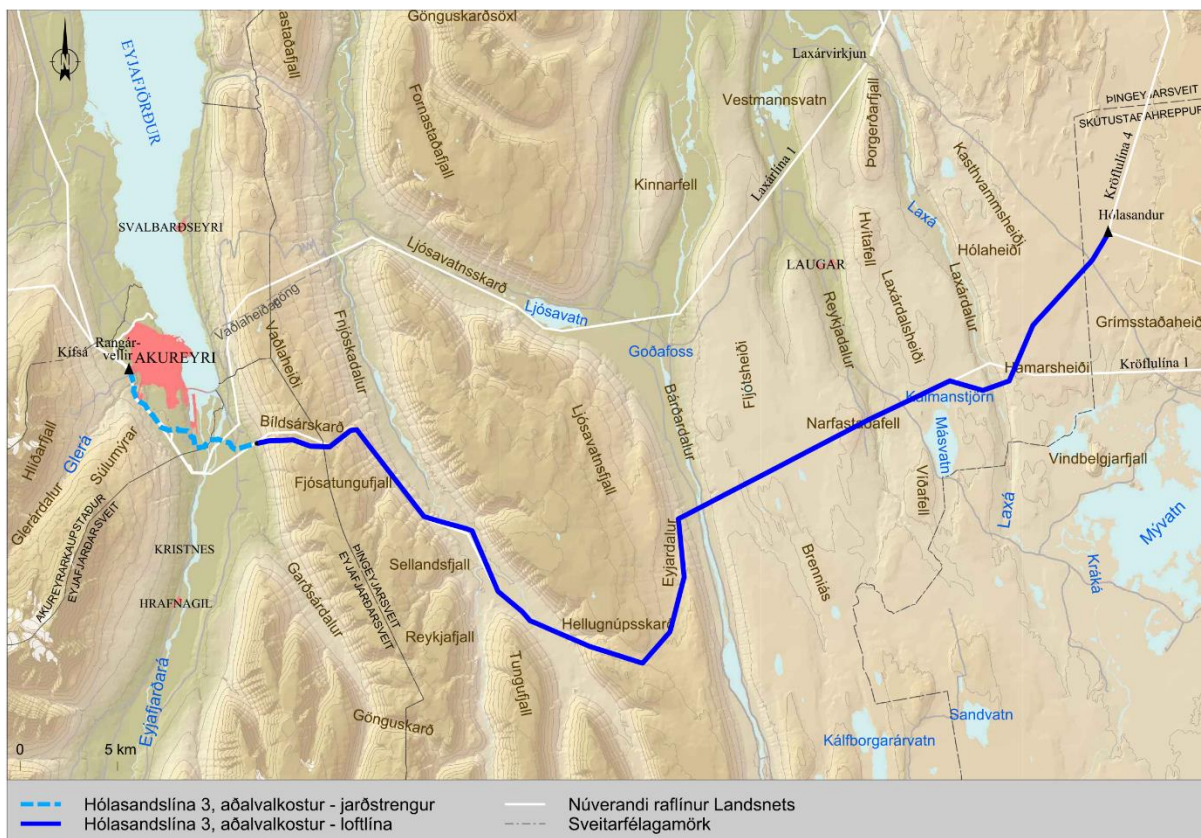 Gönguskarðsöxl
astaðafjall
N
EYJAFJÖRÐUR
Fornastaðafjall
Laxárvirkjun
Vestmannsvatn
Þorgerðarfjall
ÞINGEYJARSVEIT
SKÚTUSTAÐAHREPPUR
Kröflulína 4
Kasthvammsheiði
Kinnarfell
Laxárlína 1
Laxá
Hólasandur
SVALBARÐSEYRI
Ljósavatnsskarð
Hvítafell
Hólaheiði
LAUGAR
Laxárdalsheiði
Laxárdalur
Vaðlaheiðagöng
Vaðlaheiði
Fnjóskadalur
Ljósavatn
Reykjadalur
Grímsstaðaheiði
Kífsá
Rangár-
vellir
AKUREYRI
Goðafoss
Fljótsheiði
Hamarsheiði
Kröflulína 1
Kálmanstjörn
Bárðardalur
Hlíðarfjall
Glerá
Súlumýrar
Bíldsárskarð
Ljósavatnsfjall
Narfastaðafell
Másvatn
Vindbelgjarfjall
Glerárdalur
Fjósatungufjall
Víðafell
Laxá
Mývatn
AKUREYRARKAUPSTAÐUR
EYJAFJARÐARSVEIT
KRISTNES
ÞINGEYJARSVEIT
EYJAFJARÐARSVEIT
Sellandsfjall
Eyjardalur
Brenniás
Kráká
HRAFNAGIL
Garðsárdalur
Reykjafjall
Hellugnúpsskarð
Tungufjall
Eyjafjarðará
Gönguskarð
Sandvatn
Kálfborgarárvatn
0 5 km
Hólasandslína 3, aðalvalkostur - jarðstrengur
Núverandi raflínur Landsnets
Hólasandslína 3, aðalvalkostur - loftlína
Sveitarfélagamörk